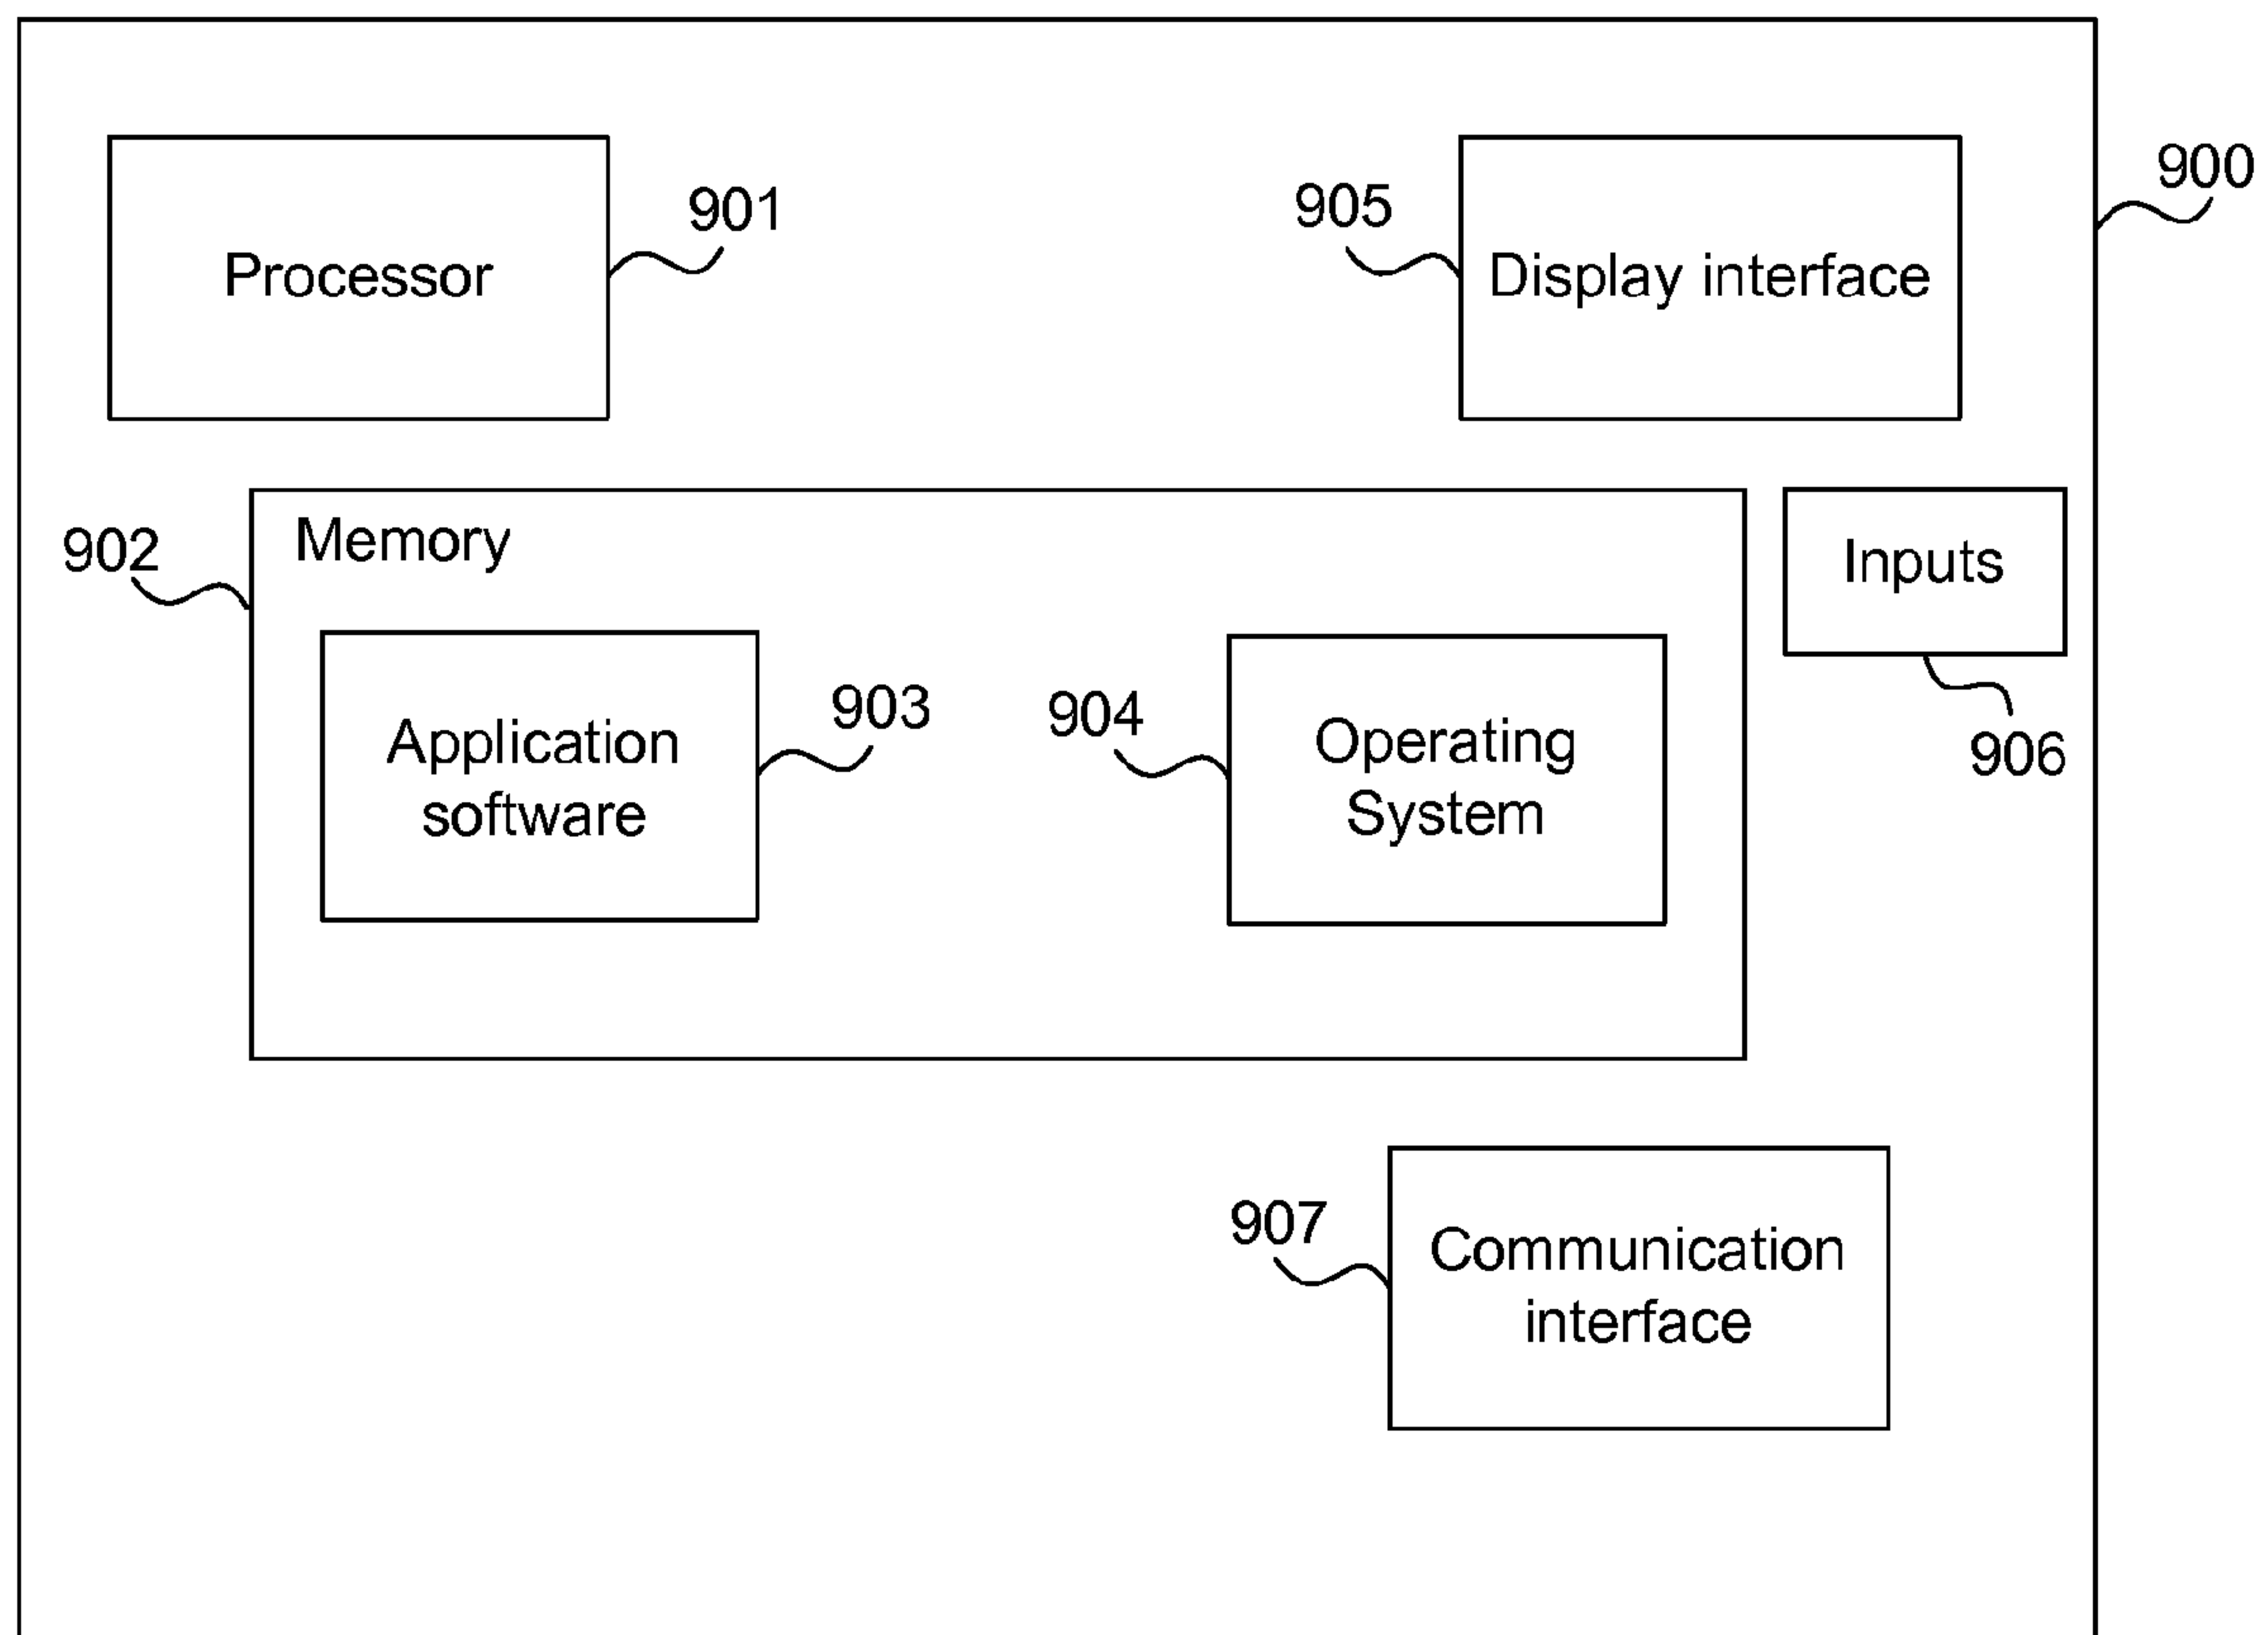 900
901
Processor
905
Display interface
902
Memory
Inputs
906
903
Application
software
904
Operating
System
907
Communication
interface